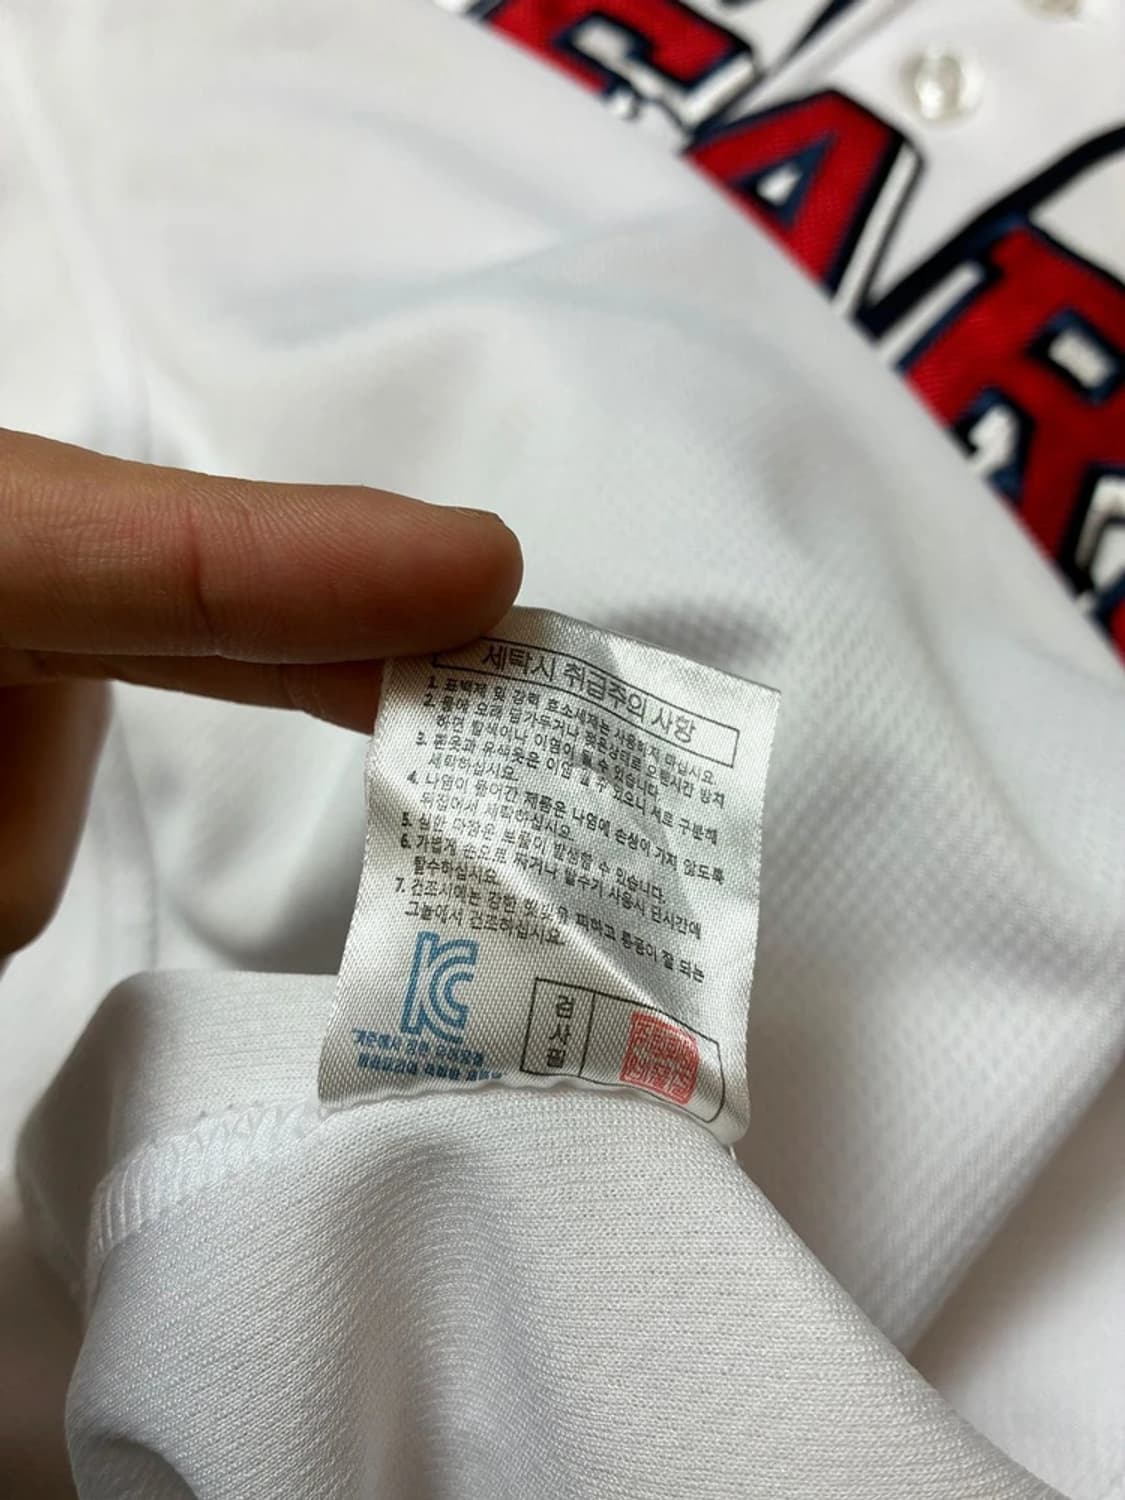 EARS
세탁시 취급주의 사항
1. 표백제 및 강력 효소세제는 사용하지 마십시요.
2. 물에 오래 담가두거나 젖은상태로 오랜시간 방치
하면 탈색이나 이염이 될 수 있습니다.
3. 흰옷과 유색옷은 이염 될 수 있으니 서로 구분해
세탁하십시요.
4. 나염이 들어간 제품은 나염에 손상이 가지 않도록
뒤집어서 세탁하십시요.
5. 심한 마찰은 보풀이 발생할 수 있습니다.
6. 가볍게 손으로 짜거나 탈수기 사용시 단시간에
탈수하십시요.
7. 건조시에는 강한 햇빛을 피하고 통풍이 잘 되는
그늘에서 건조하십시요.
KC
검사필